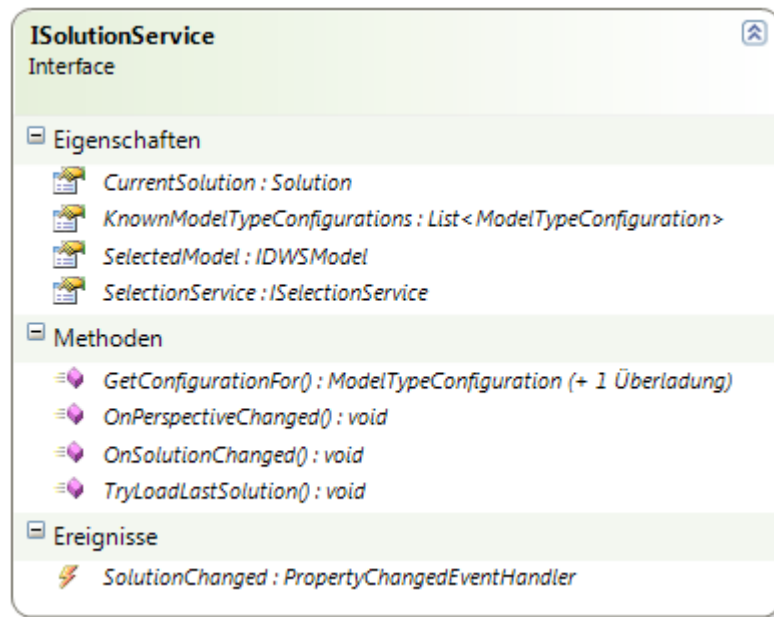 ISolutionService
Interface
Eigenschaften
CurrentSolution : Solution
KnownModelTypeConfigurations : List<ModelTypeConfiguration>
SelectedModel : IDWSModel
SelectionService : ISelectionService
Methoden
GetConfigurationFor() : ModelTypeConfiguration (+ 1 Überladung)
OnPerspectiveChanged() : void
OnSolutionChanged() : void
TryLoadLastSolution() : void
Ereignisse
SolutionChanged : PropertyChangedEventHandler